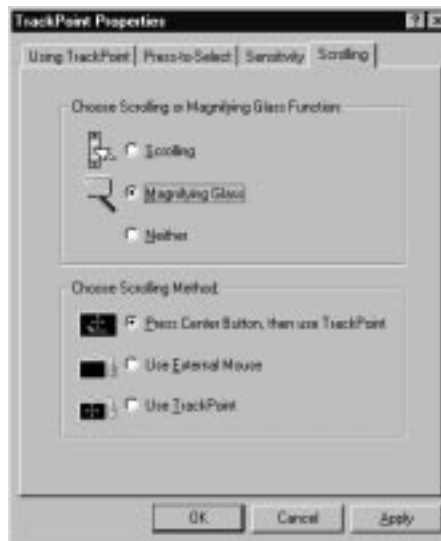 TrackPoint Properties
Using TrackPoint Press-to-Select Sensitivity Scrolling
Choose Scrolling or Magnifying Glass Function:
Scrolling
Magnifying Glass
Neither
Choose Scrolling Method:
Press Center Button, then use TrackPoint
Use External Mouse
Use TrackPoint
OK Cancel Apply